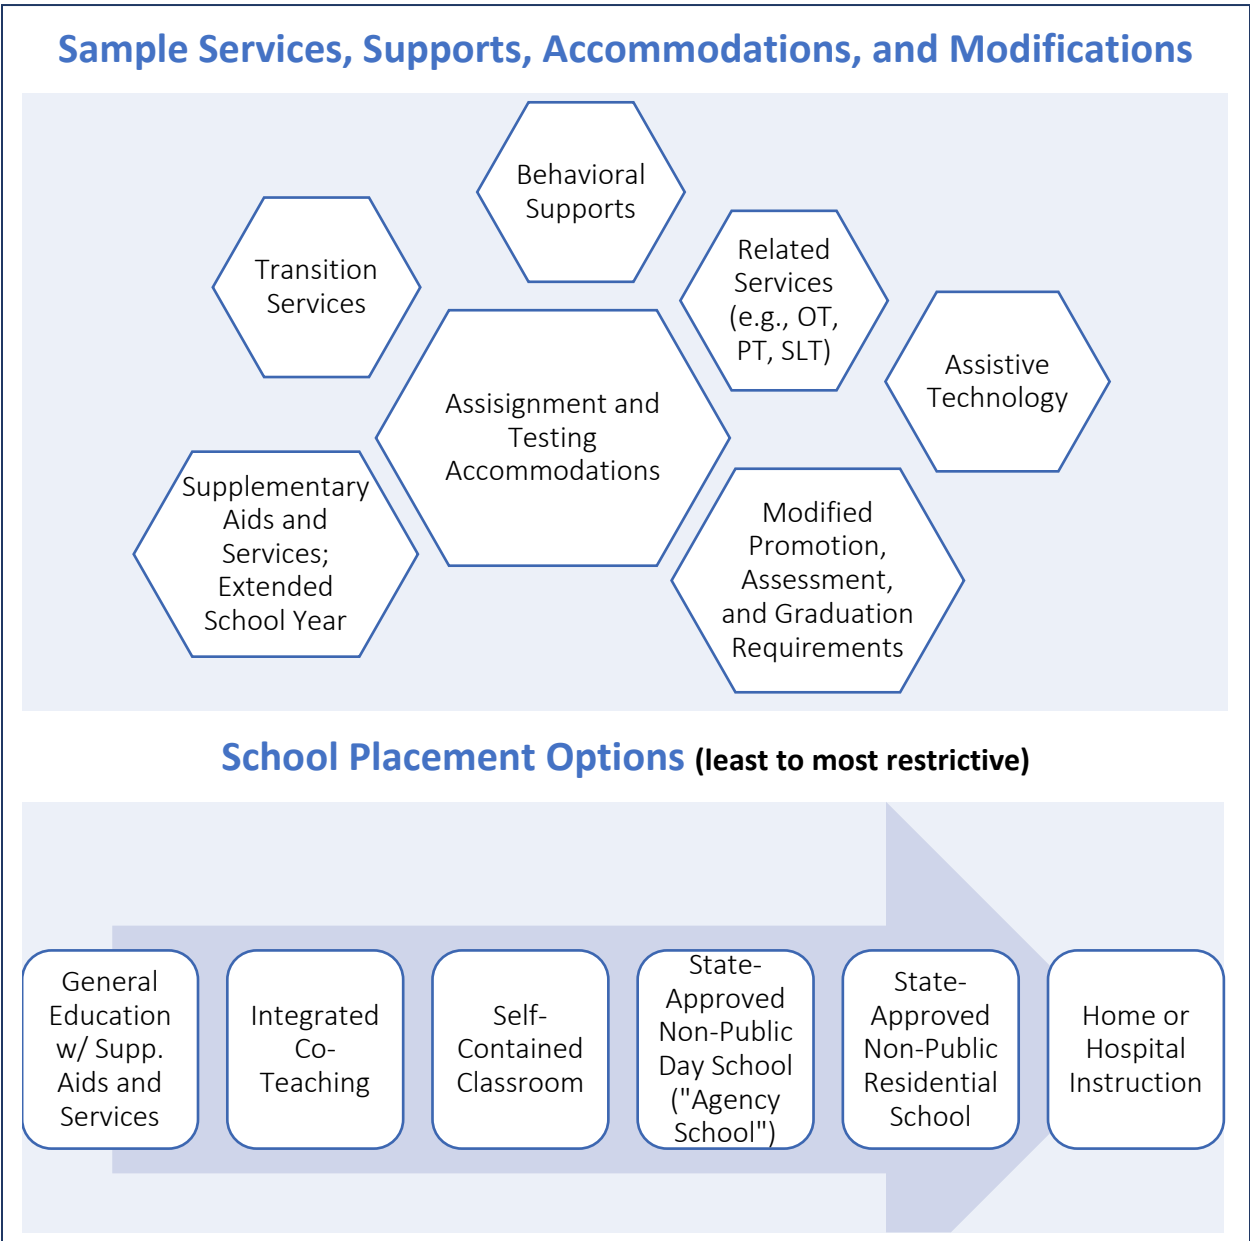 Sample Services, Supports, Accommodations, and Modifications
Behavioral
Supports
Transition
Services
Related
Services
(e.g., OT,
PT, SLT)
Assistive
Technology
Assisignment and
Testing
Accommodations
Supplementary
Aids and
Services;
Extended
School Year
Modified
Promotion,
Assessment,
and Graduation
Requirements
School Placement Options (least to most restrictive)
General
Education
w/ Supp.
Aids and
Services
Integrated
Co-
Teaching
Self-
Contained
Classroom
State-
Approved
Non-Public
Day School
("Agency
School")
State-
Approved
Non-Public
Residential
School
Home or
Hospital
Instruction